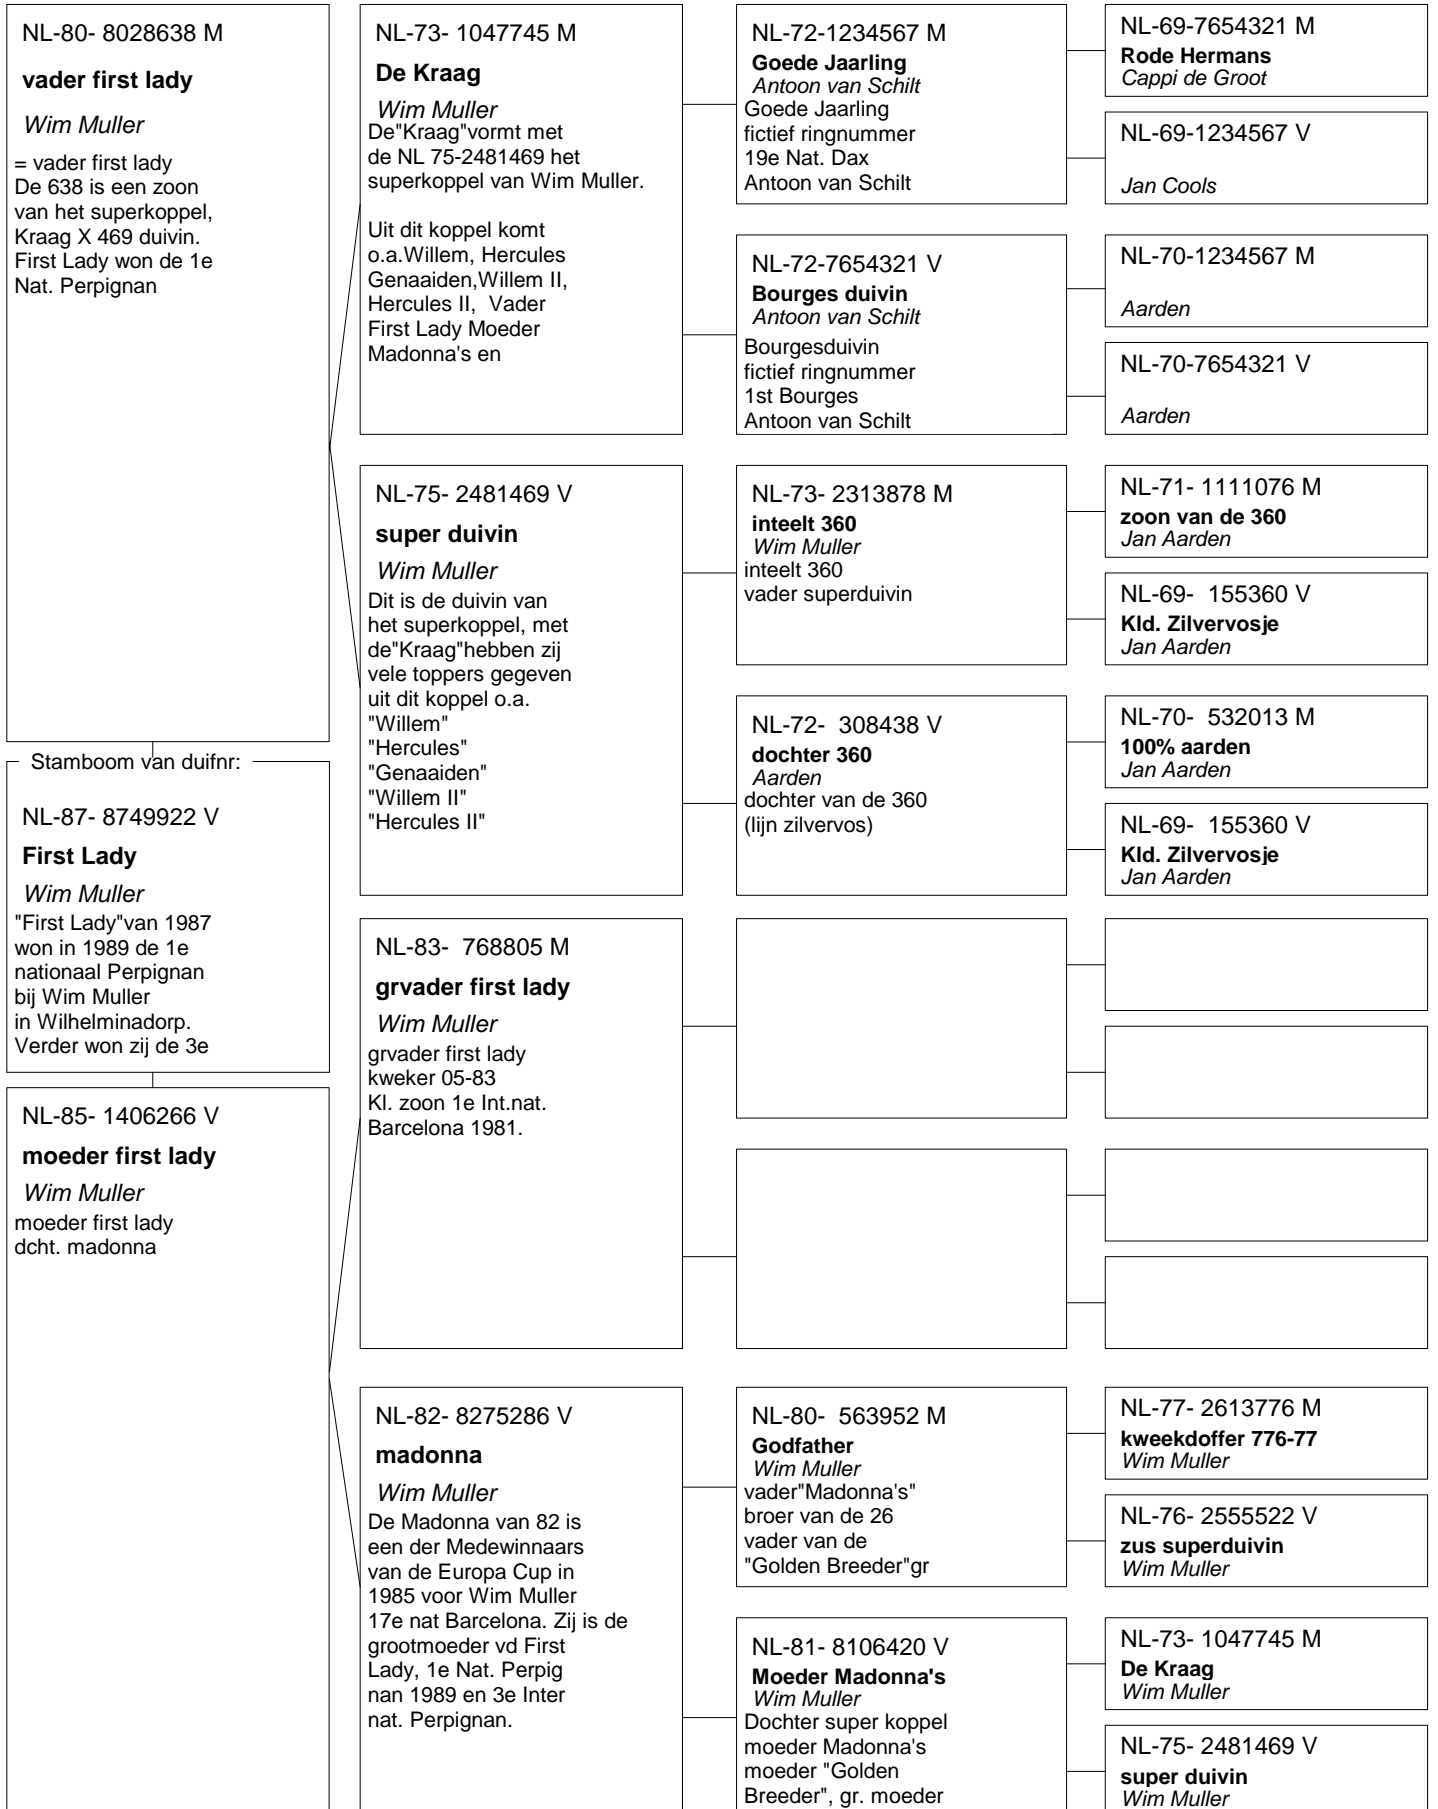 NL-80- 8028638 M
vader first lady
Wim Muller
= vader first lady
De 638 is een zoon
van het superkoppel,
Kraag X 469 duivin.
First Lady won de 1e
Nat. Perpignan
Stamboom van duifnr:
NL-87- 8749922 V
First Lady
Wim Muller
"First Lady"van 1987
won in 1989 de 1e
nationaal Perpignan
bij Wim Muller
in Wilhelminadorp.
Verder won zij de 3e
NL-85- 1406266 V
moeder first lady
Wim Muller
moeder first lady
dcht. madonna
NL-73- 1047745 M
De Kraag
Wim Muller
De"Kraag"vormt met
de NL 75-2481469 het
superkoppel van Wim Muller.
Uit dit koppel komt
o.a.Willem, Hercules
Genaaiden,Willem II,
Hercules II,  Vader
First Lady Moeder
Madonna's en
NL-75- 2481469 V
super duivin
Wim Muller
Dit is de duivin van
het superkoppel, met
de"Kraag"hebben zij
vele toppers gegeven
uit dit koppel o.a.
"Willem"
"Hercules"
"Genaaiden"
"Willem II"
"Hercules II"
NL-83-  768805 M
grvader first lady
Wim Muller
grvader first lady
kweker 05-83
Kl. zoon 1e Int.nat.
Barcelona 1981.
NL-82- 8275286 V
madonna
Wim Muller
De Madonna van 82 is
een der Medewinnaars
van de Europa Cup in
1985 voor Wim Muller
17e nat Barcelona. Zij is de
grootmoeder vd First
Lady, 1e Nat. Perpig
nan 1989 en 3e Inter
nat. Perpignan.
NL-72-1234567 M
Goede Jaarling
Antoon van Schilt
Goede Jaarling
fictief ringnummer
19e Nat. Dax
Antoon van Schilt
NL-72-7654321 V
Bourges duivin
Antoon van Schilt
Bourgesduivin
fictief ringnummer
1st Bourges
Antoon van Schilt
NL-73- 2313878 M
inteelt 360
Wim Muller
inteelt 360
vader superduivin
NL-72-  308438 V
dochter 360
Aarden
dochter van de 360
(lijn zilvervos)
NL-80-  563952 M
Godfather
Wim Muller
vader"Madonna's"
broer van de 26
vader van de
"Golden Breeder"gr
NL-81- 8106420 V
Moeder Madonna's
Wim Muller
Dochter super koppel
moeder Madonna's
moeder "Golden
Breeder", gr. moeder
NL-69-7654321 M
Rode Hermans
Cappi de Groot
NL-69-1234567 V
Jan Cools
NL-70-1234567 M
Aarden
NL-70-7654321 V
Aarden
NL-71- 1111076 M
zoon van de 360
Jan Aarden
NL-69-  155360 V
Kld. Zilvervosje
Jan Aarden
NL-70-  532013 M
100% aarden
Jan Aarden
NL-69-  155360 V
Kld. Zilvervosje
Jan Aarden
NL-77- 2613776 M
kweekdoffer 776-77
Wim Muller
NL-76- 2555522 V
zus superduivin
Wim Muller
NL-73- 1047745 M
De Kraag
Wim Muller
NL-75- 2481469 V
super duivin
Wim Muller